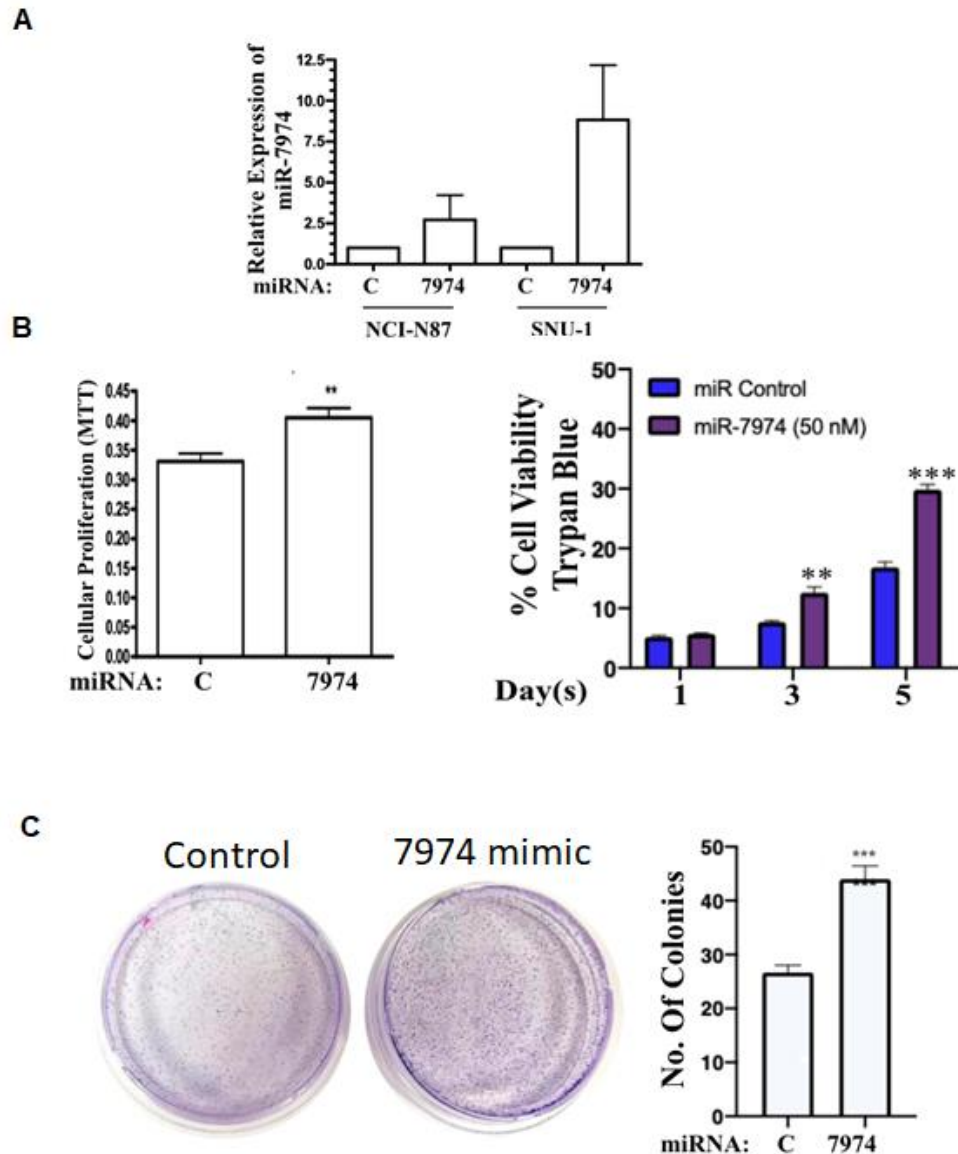 A
Relative Expression of
miR-7974
12.5
10.0
7.5
5.0
2.5
0.0
miRNA: C 7974 C 7974
NCI-N87 SNU-1
B
Cellular Proliferation (MTT)
0.45
0.40
0.35
0.30
0.25
0.20
0.15
0.10
0.05
0.00
**
miRNA: C 7974
% Cell Viability
Trypan Blue
50
40
30
20
10
0
miR Control
miR-7974 (50 nM)
**
***
Day(s) 1 3 5
C
Control 7974 mimic
No. Of Colonies
50
40
30
20
10
0
***
***
miRNA: C 7974